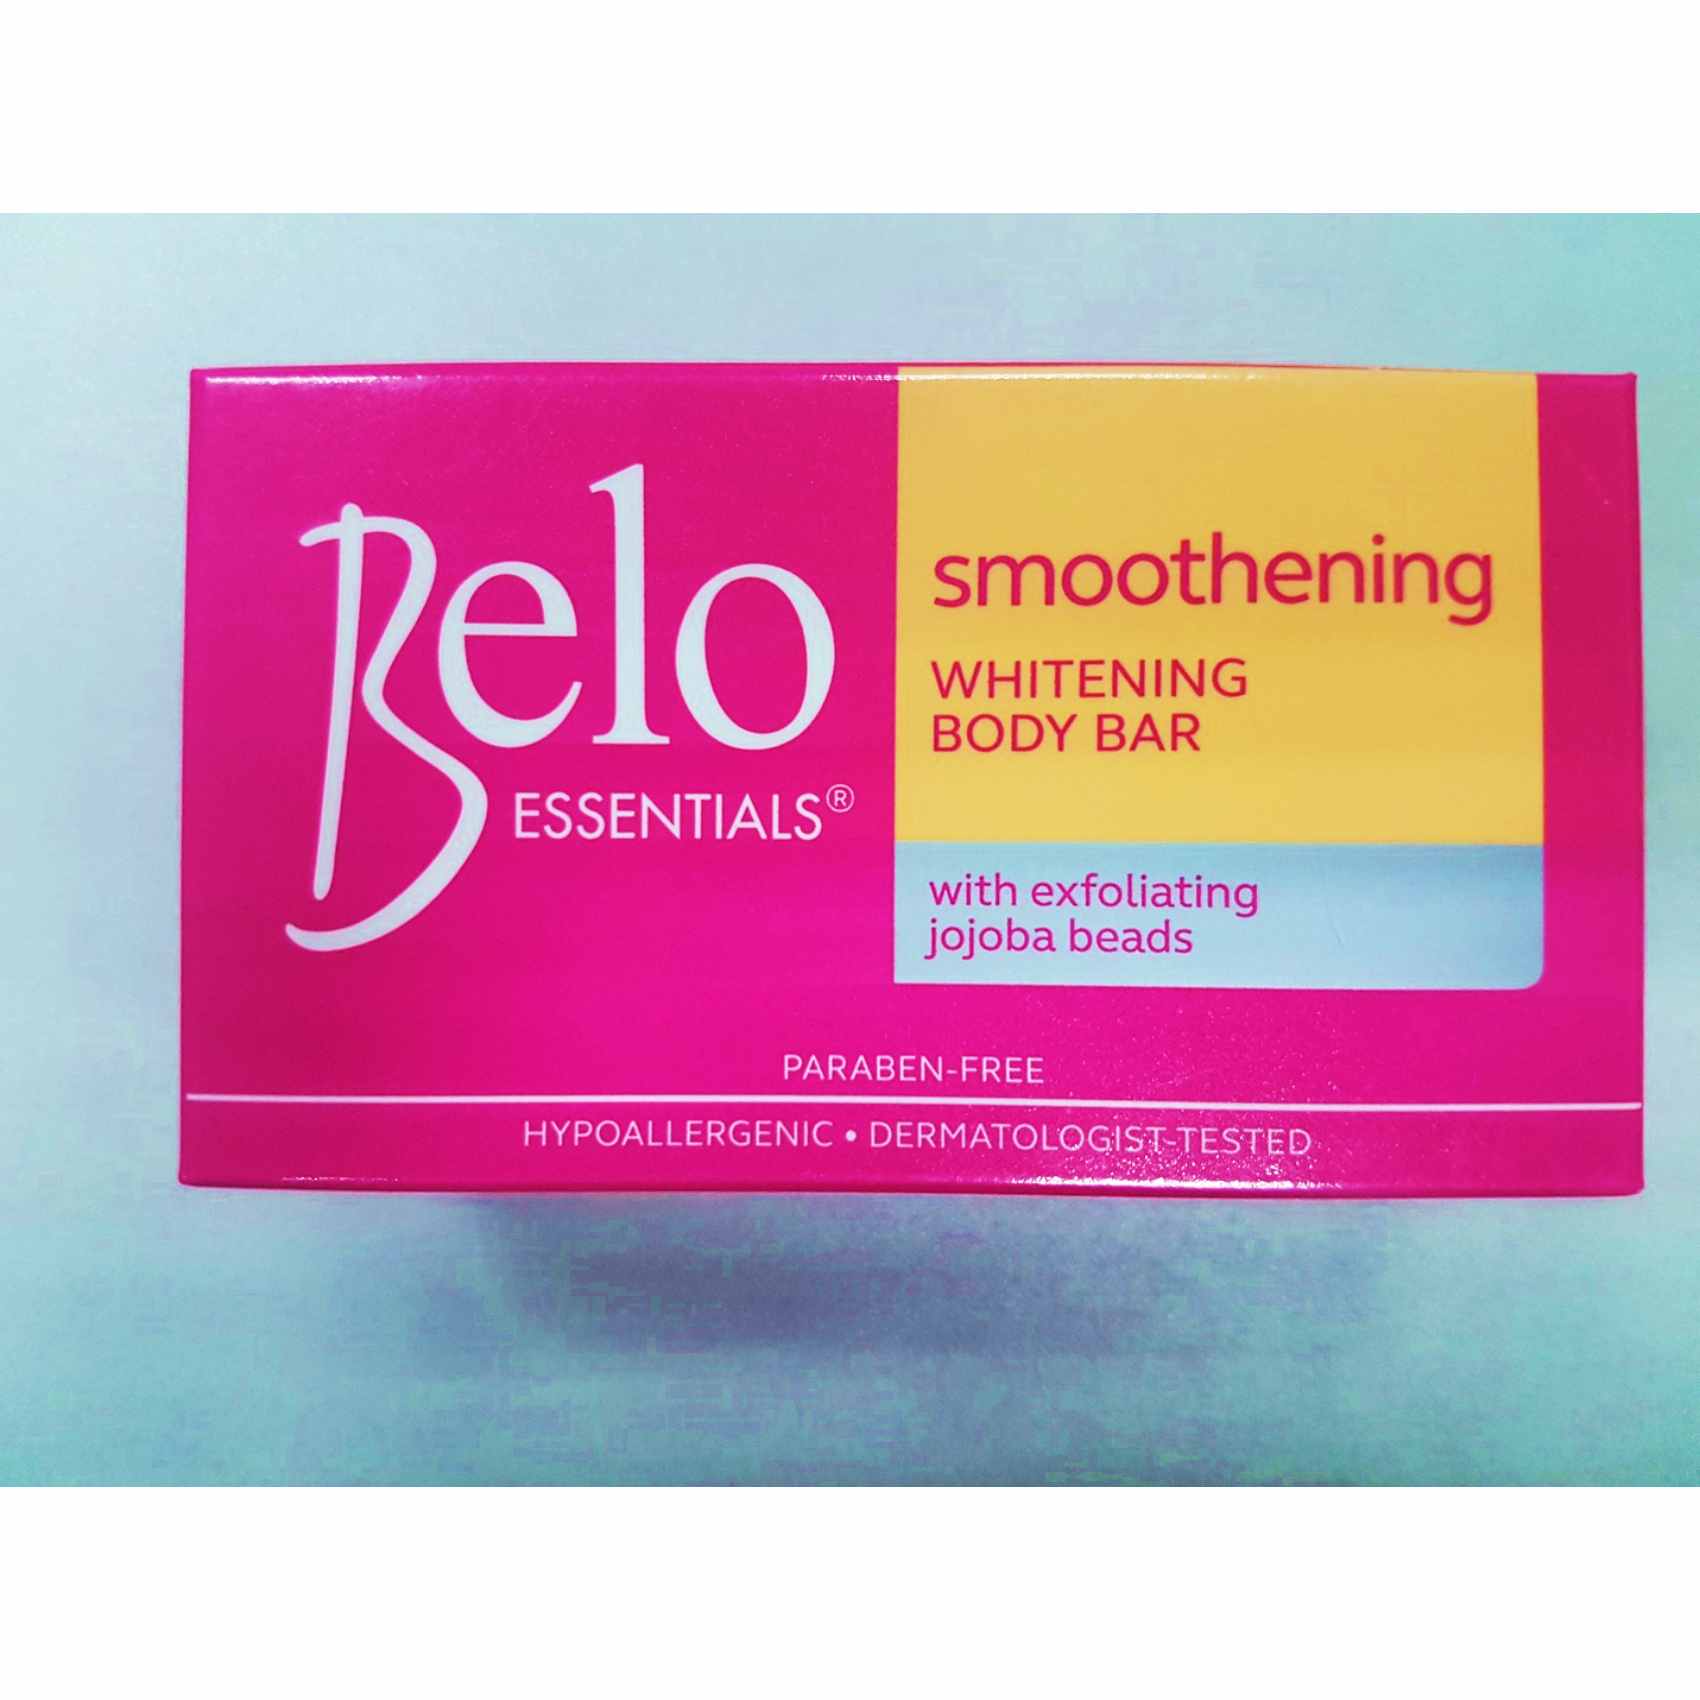 Belo
ESSENTIALS®
smoothening
WHITENING
BODY BAR
with exfoliating
jojoba beads
PARABEN-FREE
HYPOALLERGENIC • DERMATOLOGIST-TESTED